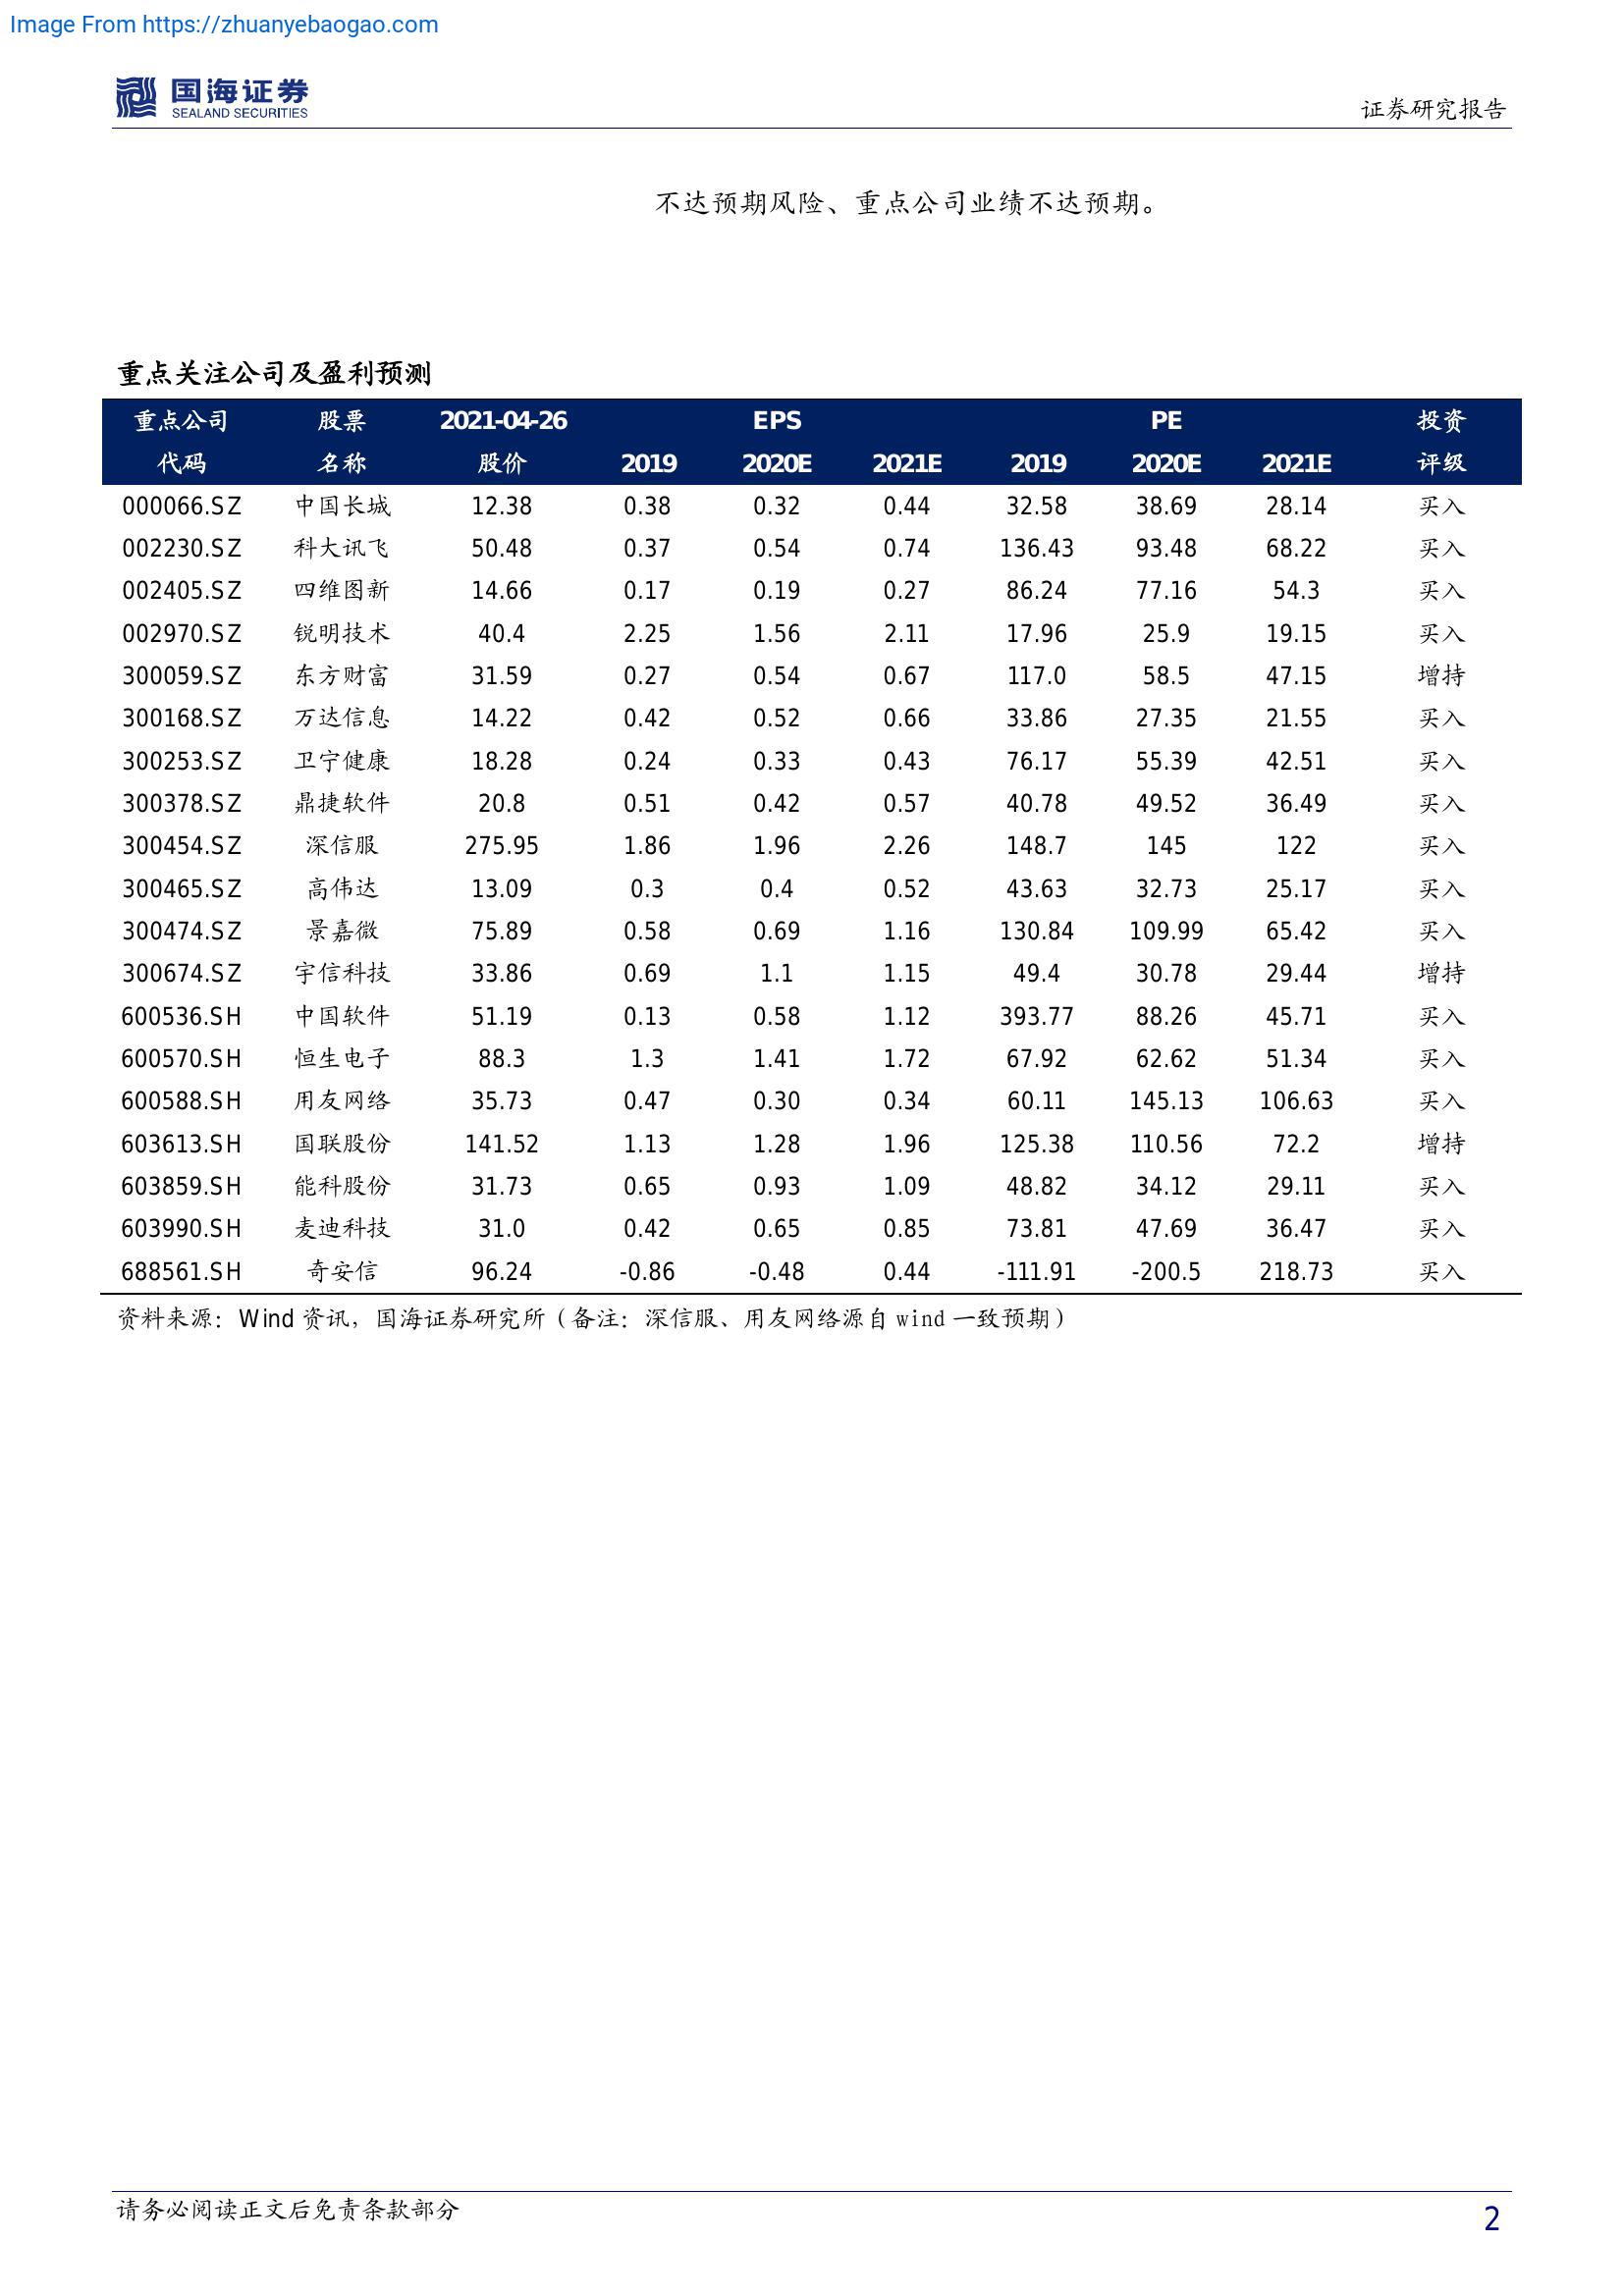 Image From https://zhuanyebaogao.com
国海证券
SEALAND SECURITIES
证券研究报告
不达预期风险、重点公司业绩不达预期。
重点关注公司及盈利预测
重点公司 股票 2021-04-26 EPS PE 投资
代码 名称 股价 2019 2020E 2021E 2019 2020E 2021E 评级
000066.SZ 中国长城 12.38 0.38 0.32 0.44 32.58 38.69 28.14 买入
002230.SZ 科大讯飞 50.48 0.37 0.54 0.74 136.43 93.48 68.22 买入
002405.SZ 四维图新 14.66 0.17 0.19 0.27 86.24 77.16 54.3 买入
002970.SZ 锐明技术 40.4 2.25 1.56 2.11 17.96 25.9 19.15 买入
300059.SZ 东方财富 31.59 0.27 0.54 0.67 117.0 58.5 47.15 增持
300168.SZ 万达信息 14.22 0.42 0.52 0.66 33.86 27.35 21.55 买入
300253.SZ 卫宁健康 18.28 0.24 0.33 0.43 76.17 55.39 42.51 买入
300378.SZ 鼎捷软件 20.8 0.51 0.42 0.57 40.78 49.52 36.49 买入
300454.SZ 深信服 275.95 1.86 1.96 2.26 148.7 145 122 买入
300465.SZ 高伟达 13.09 0.3 0.4 0.52 43.63 32.73 25.17 买入
300474.SZ 景嘉微 75.89 0.58 0.69 1.16 130.84 109.99 65.42 买入
300674.SZ 宇信科技 33.86 0.69 1.1 1.15 49.4 30.78 29.44 增持
600536.SH 中国软件 51.19 0.13 0.58 1.12 393.77 88.26 45.71 买入
600570.SH 恒生电子 88.3 1.3 1.41 1.72 67.92 62.62 51.34 买入
600588.SH 用友网络 35.73 0.47 0.30 0.34 60.11 145.13 106.63 买入
603613.SH 国联股份 141.52 1.13 1.28 1.96 125.38 110.56 72.2 增持
603859.SH 能科股份 31.73 0.65 0.93 1.09 48.82 34.12 29.11 买入
603990.SH 麦迪科技 31.0 0.42 0.65 0.85 73.81 47.69 36.47 买入
688561.SH 奇安信 96.24 -0.86 -0.48 0.44 -111.91 -200.5 218.73 买入
资料来源：Wind 资讯，国海证券研究所（备注：深信服、用友网络源自 wind 一致预期）
请务必阅读正文后免责条款部分
2